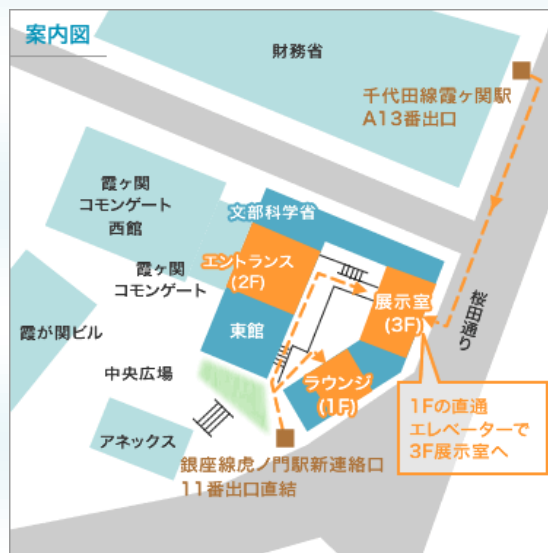 案内図
財務省
千代田線霞ヶ関駅
A13番出口
霞ヶ関
コモンゲート
西館
文部科学省
エントランス
(2F)
霞ヶ関
コモンゲート
展示室
(3F)
桜田通り
霞が関ビル
東館
中央広場
ラウンジ
(1F)
アネックス
1Fの直通
エレベーターで
3F展示室へ
銀座線虎ノ門駅新連絡口
11番出口直結